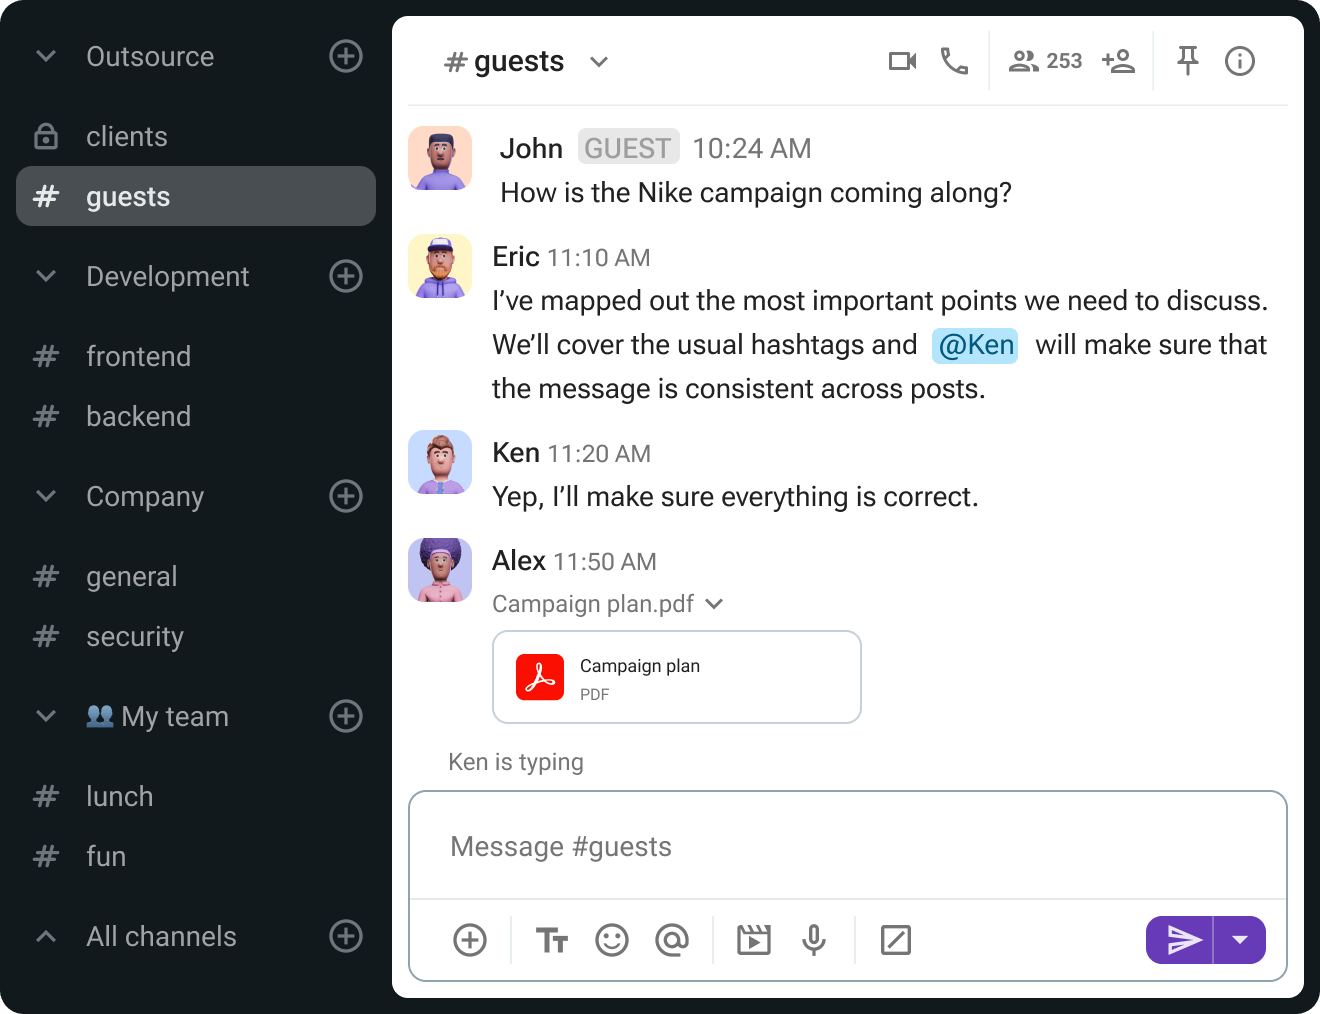 Outsource
clients
guests
Development
frontend
backend
Company
general
security
My team
lunch
fun
All channels
# guests
253
John GUEST 10:24 AM
How is the Nike campaign coming along?
Eric 11:10 AM
I’ve mapped out the most important points we need to discuss.
We’ll cover the usual hashtags and @Ken will make sure that
the message is consistent across posts.
Ken 11:20 AM
Yep, I’ll make sure everything is correct.
Alex 11:50 AM
Campaign plan.pdf
Campaign plan
PDF
Ken is typing
Message #guests